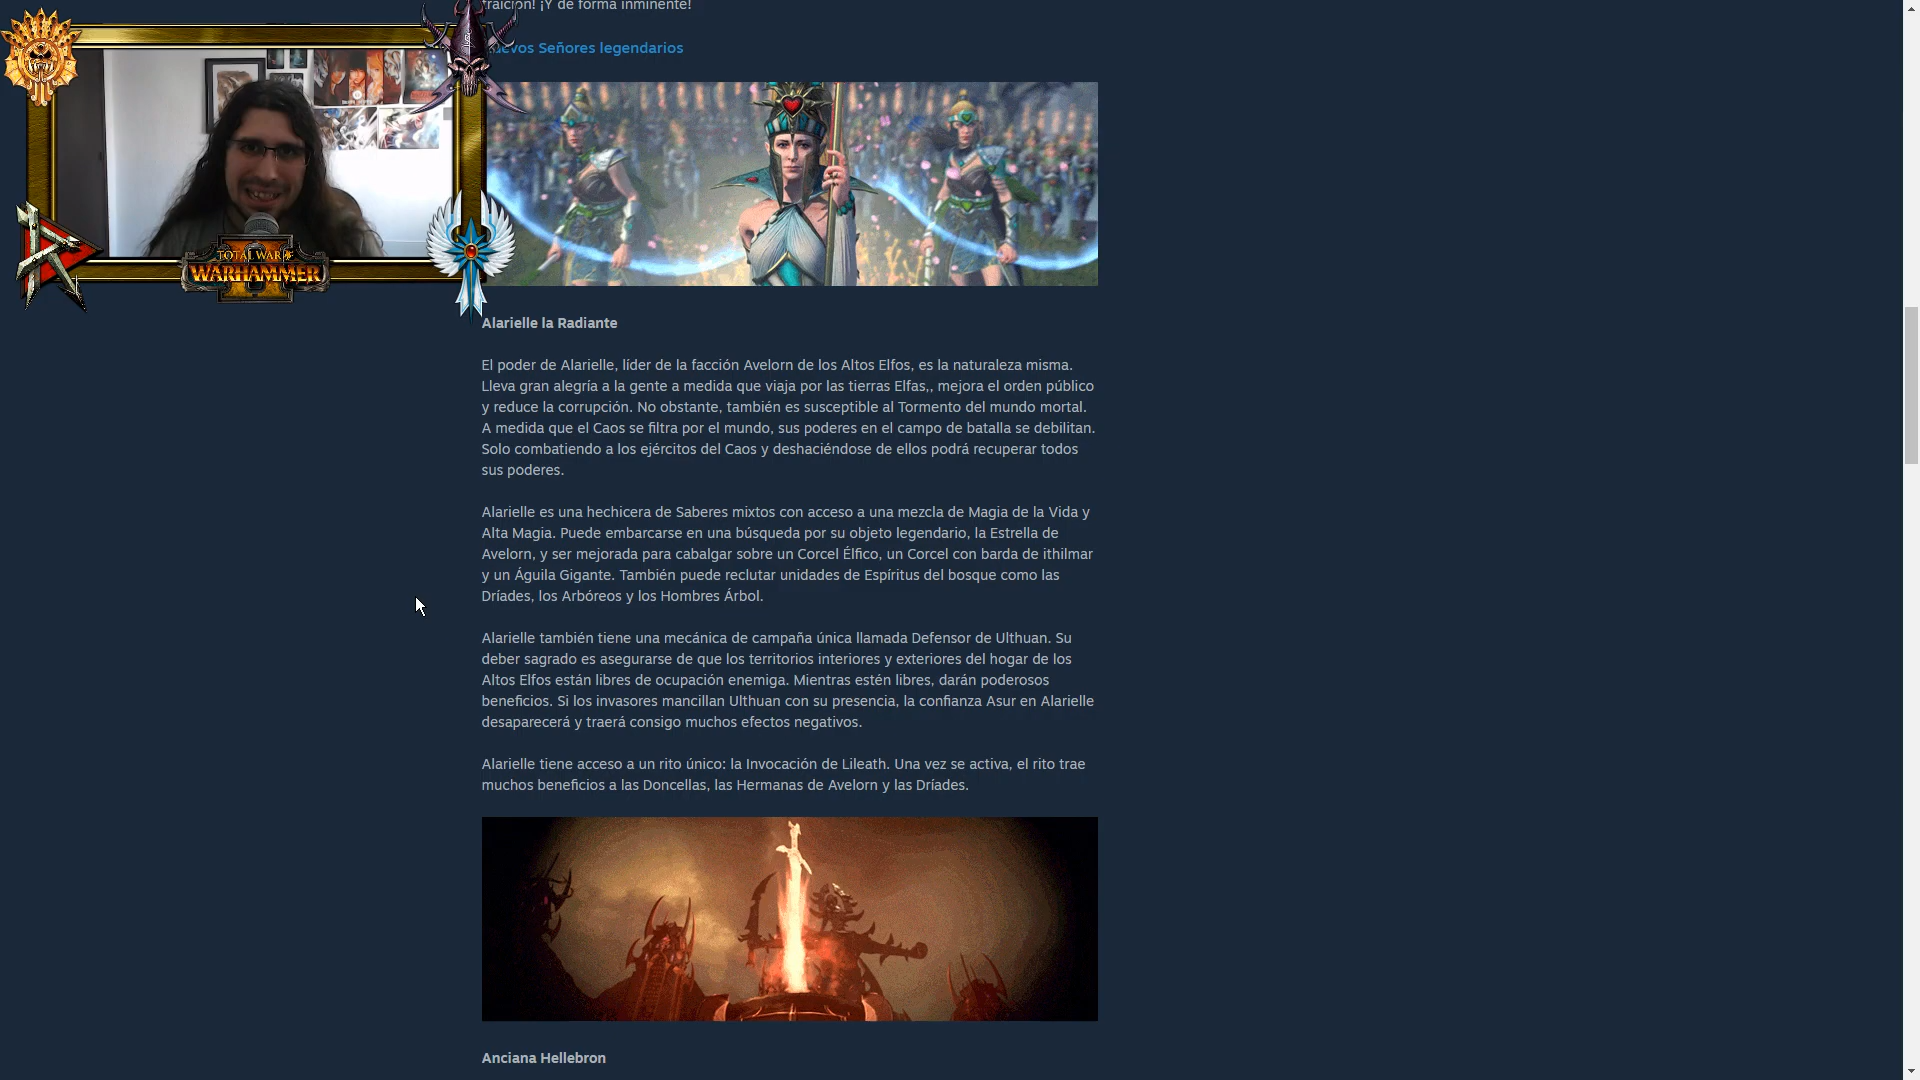 traición! ¡Y de forma inminente!
Señores legendarios
TOTAL WAR
WARHAMMER
II
Alarielle la Radiante
El poder de Alarielle, líder de la facción Avelorn de los Altos Elfos, es la naturaleza misma.
Lleva gran alegría a la gente a medida que viaja por las tierras Elfas,, mejora el orden público
y reduce la corrupción. No obstante, también es susceptible al Tormento del mundo mortal.
A medida que el Caos se filtra por el mundo, sus poderes en el campo de batalla se debilitan.
Solo combatiendo a los ejércitos del Caos y deshaciéndose de ellos podrá recuperar todos
sus poderes.
Alarielle es una hechicera de Saberes mixtos con acceso a una mezcla de Magia de la Vida y
Alta Magia. Puede embarcarse en una búsqueda por su objeto legendario, la Estrella de
Avelorn, y ser mejorada para cabalgar sobre un Corcel Élfico, un Corcel con barda de ithilmar
y un Águila Gigante. También puede reclutar unidades de Espíritus del bosque como las
Dríades, los Arbóreos y los Hombres Árbol.
Alarielle también tiene una mecánica de campaña única llamada Defensor de Ulthuan. Su
deber sagrado es asegurarse de que los territorios interiores y exteriores del hogar de los
Altos Elfos están libres de ocupación enemiga. Mientras estén libres, darán poderosos
beneficios. Si los invasores mancillan Ulthuan con su presencia, la confianza Asur en Alarielle
desaparecerá y traerá consigo muchos efectos negativos.
Alarielle tiene acceso a un rito único: la Invocación de Lileath. Una vez se activa, el rito trae
muchos beneficios a las Doncellas, las Hermanas de Avelorn y las Dríades.
Anciana Hellebron